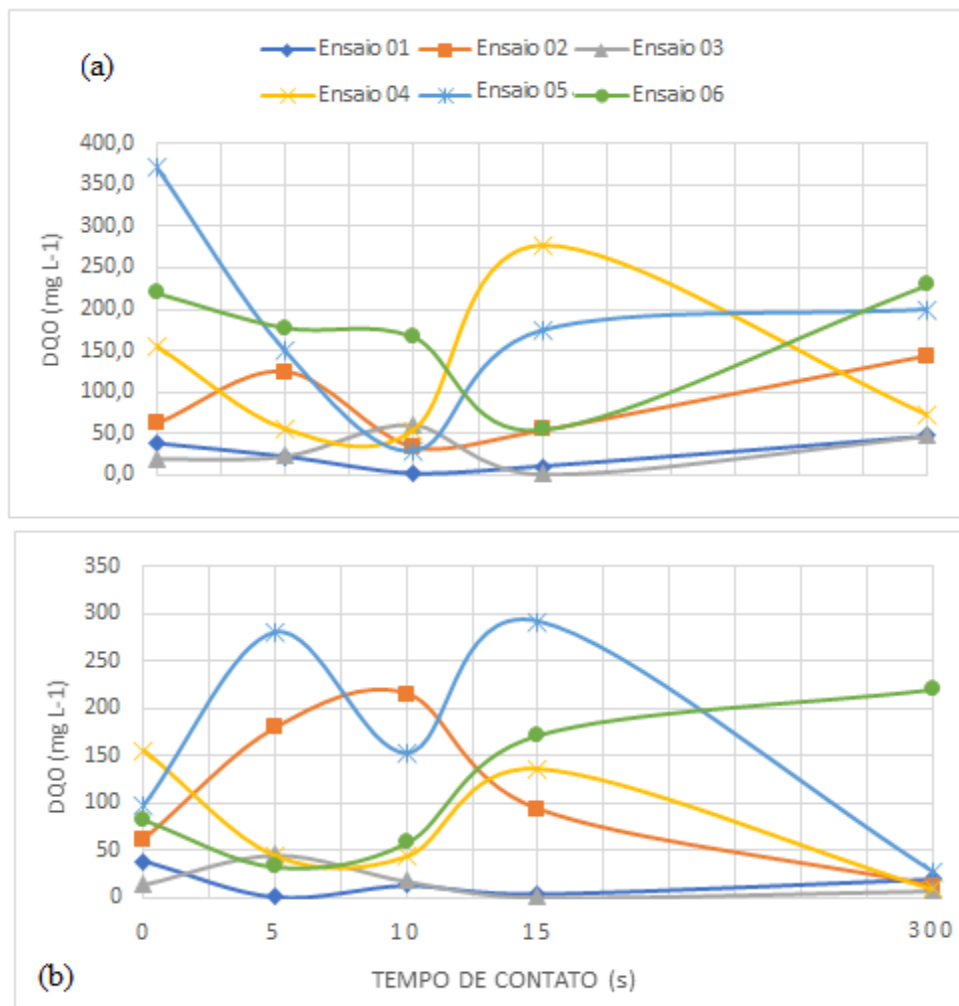 (a)
Ensaio 01 Ensaio 02 Ensaio 03
Ensaio 04 Ensaio 05 Ensaio 06
400,0
350,0
300,0
250,0
200,0
150,0
100,0
50,0
0,0
DQO (mg L-1)
350
300
250
200
150
100
50
0
DQO (mg L-1)
0 5 10 15 300
TEMPO DE CONTATO (s)
(b)